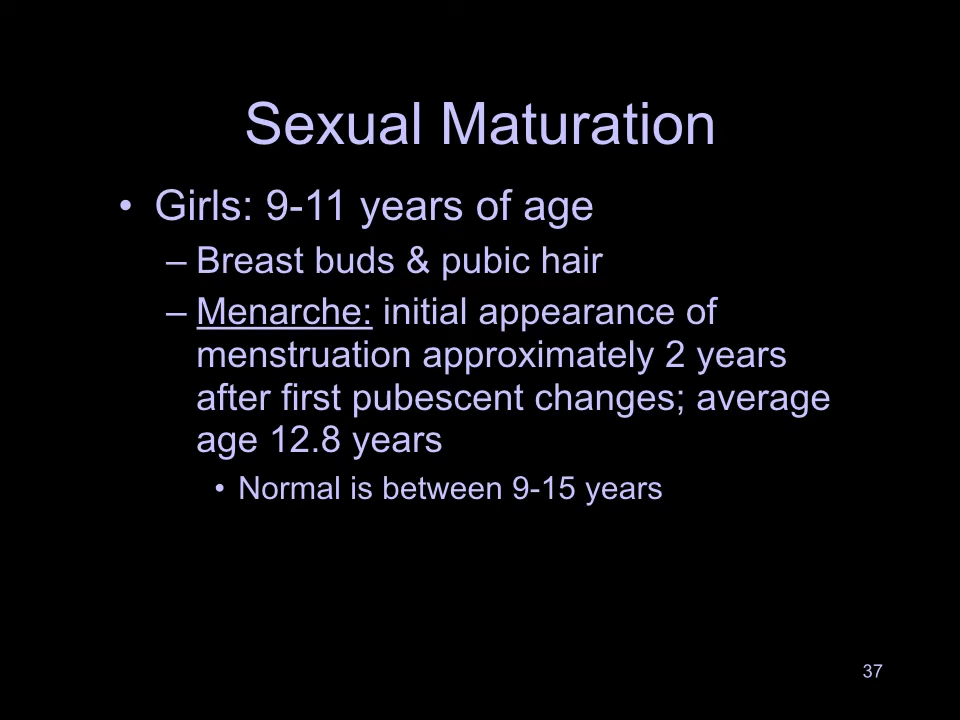 Sexual Maturation
• Girls: 9-11 years of age
– Breast buds & pubic hair
– Menarche: initial appearance of
menstruation approximately 2 years
after first pubescent changes; average
age 12.8 years
• Normal is between 9-15 years
37